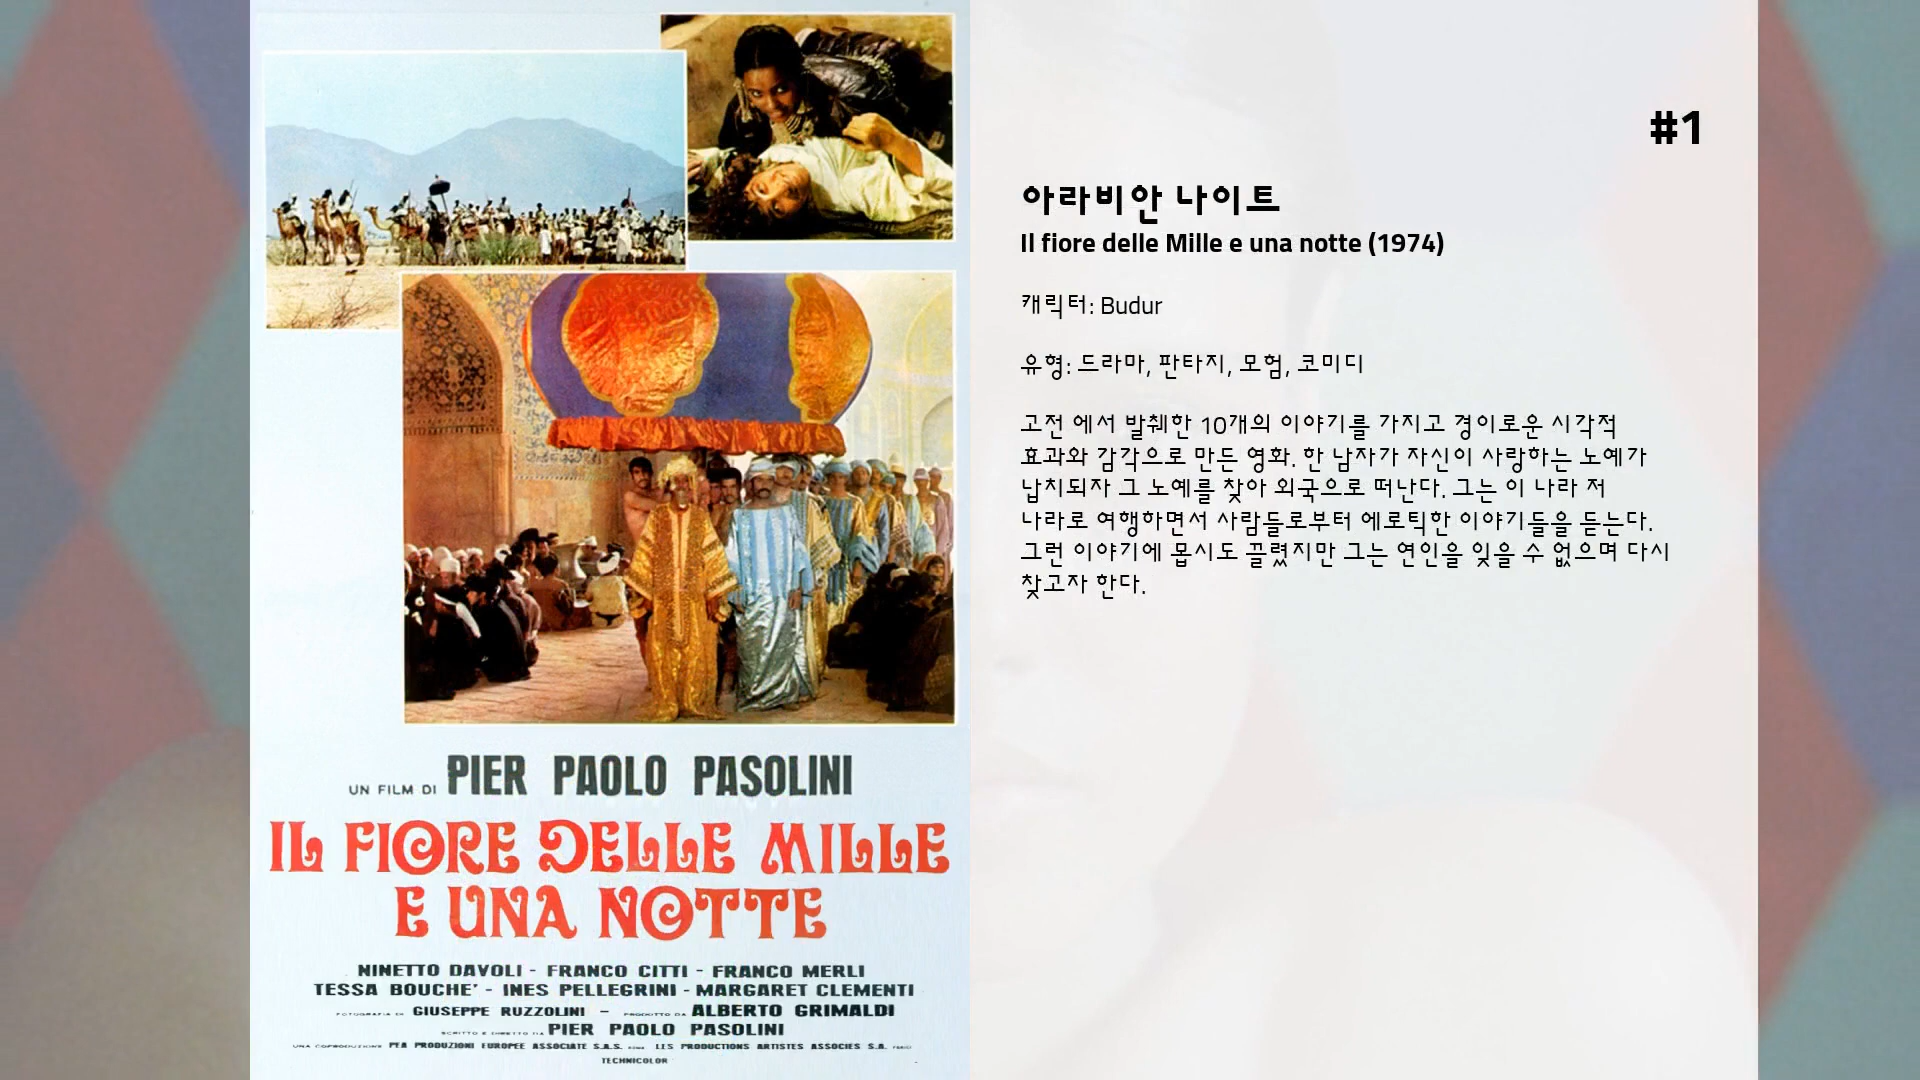 UN FILM DI PIER PAOLO PASOLINI
IL FIORE DELLE MILLE
E UNA NOTTE
NINETTO DAVOLI - FRANCO CITTI - FRANCO MERLI
TESSA BOUCHE' - INES PELLEGRINI - MARGARET CLEMENTI
FOTOGRAFIA DI GIUSEPPE RUZZOLINI – PRODOTTO DA ALBERTO GRIMALDI
SCRITTO E DIRETTO DA PIER PAOLO PASOLINI
UNA COPRODUZIONE PEA PRODUZIONI EUROPEE ASSOCIATE S.A.S. LES PRODUCTIONS ARTISTES ASSOCIES S.A.
TECHNICOLOR
#1
아라비안 나이트
Il fiore delle Mille e una notte (1974)
캐릭터: Budur
유형: 드라마, 판타지, 모험, 코미디
고전 에서 발췌한 10개의 이야기를 가지고 경이로운 시각적
효과와 감각으로 만든 영화. 한 남자가 자신이 사랑하는 노예가
납치되자 그 노예를 찾아 외국으로 떠난다. 그는 이 나라 저
나라로 여행하면서 사람들로부터 에로틱한 이야기들을 듣는다.
그런 이야기에 몹시도 끌렸지만 그는 연인을 잊을 수 없으며 다시
찾고자 한다.